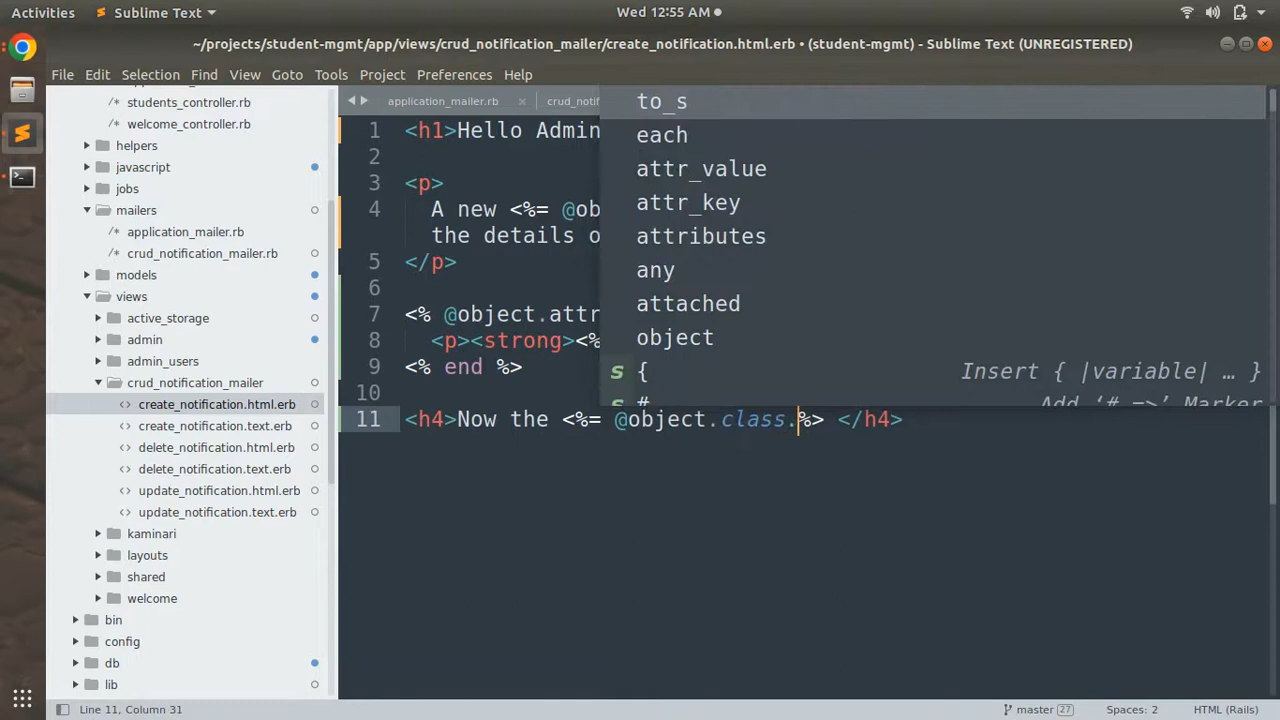 Activities Sublime Text Wed 12:55 AM
~/projects/student-mgmt/app/views/crud_notification_mailer/create_notification.html.erb • (student-mgmt) - Sublime Text (UNREGISTERED)
File Edit Selection Find View Goto Tools Project Preferences Help
students_controller.rb
welcome_controller.rb
helpers
javascript
jobs
mailers
application_mailer.rb
crud_notification_mailer.rb
models
views
active_storage
admin
admin_users
crud_notification_mailer
create_notification.html.erb
create_notification.text.erb
delete_notification.html.erb
delete_notification.text.erb
update_notification.html.erb
update_notification.text.erb
kaminari
layouts
shared
welcome
bin
config
db
lib
application_mailer.rb × crud_notif
1 <h1>Hello Admin
2
3 <p>
4 A new <%= @ob
the details o
5 </p>
6
7 <% @object.attr
8 <p><strong><%
9 <% end %>
10
11 <h4>Now the <%= @object.class.%> </h4>
to_s
each
attr_value
attr_key
attributes
any
attached
object
s { Insert { |variable| … }
s # Add ‘# =>’ Marker
Line 11, Column 31 master 27 Spaces: 2 HTML (Rails)